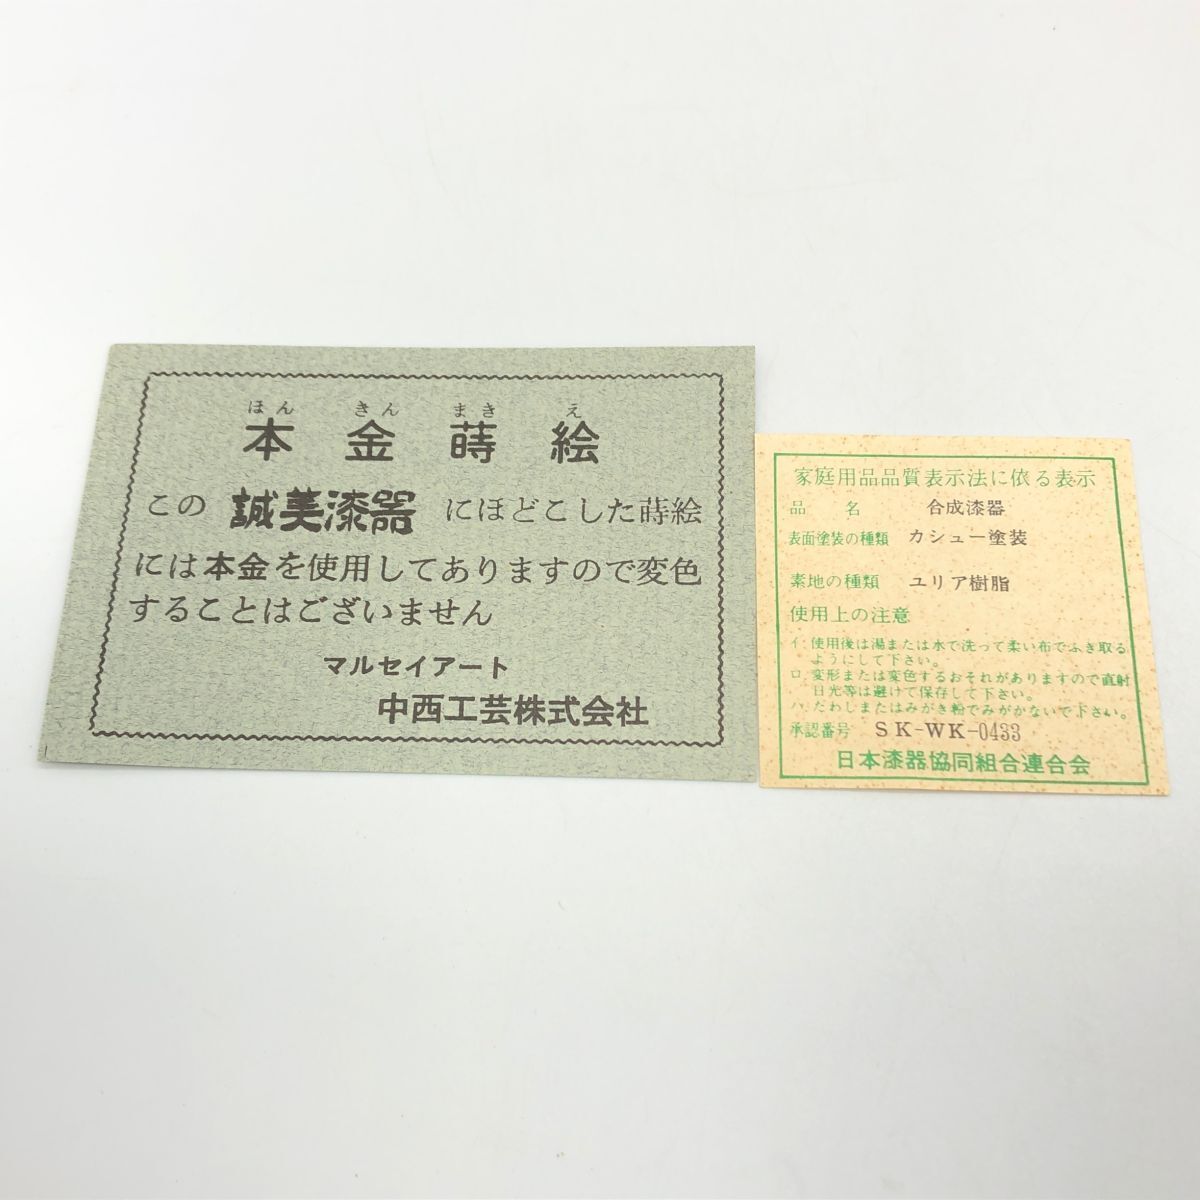 ほん きん まき え
本金蒔絵
この 誠美漆器 にほどこした蒔絵
には本金を使用してありますので変色
することはございません
マルセイアート
中西工芸株式会社
家庭用品品質表示法に依る表示
品名 合成漆器
表面塗装の種類 カシュー塗装
素地の種類 ユリア樹脂
使用上の注意
イ.使用後は湯または水で洗って柔い布でふき取る
ようにして下さい。
ロ.変形または変色するおそれがありますので直射
日光等は避けて保存して下さい。
ハ.たわしまたはみがき粉でみがかないで下さい。
承認番号 SK-WK-0433
日本漆器協同組合連合会